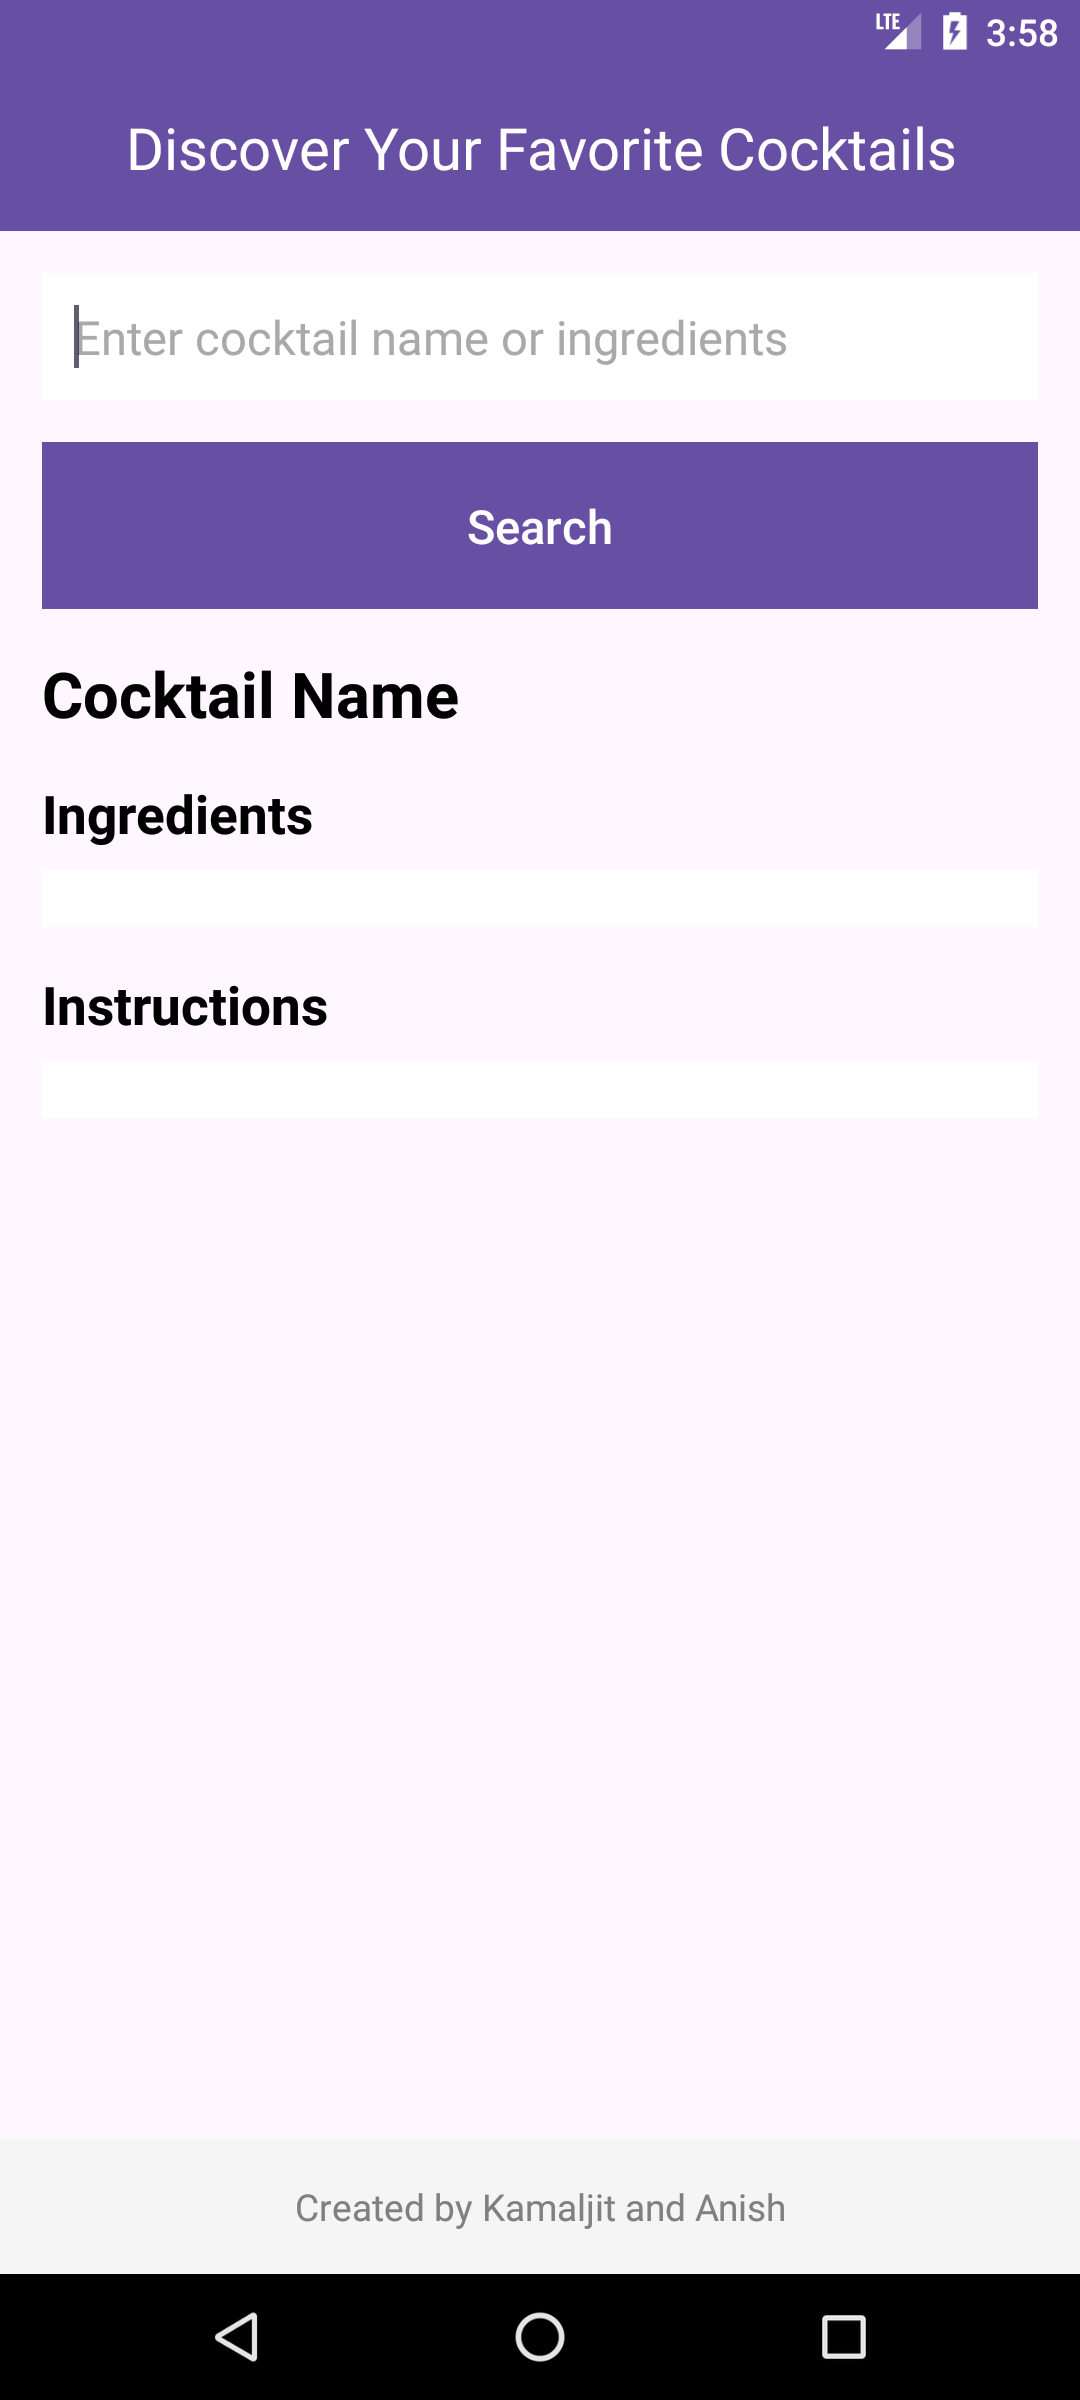 LTE 3:58
Discover Your Favorite Cocktails
Enter cocktail name or ingredients
Search
Cocktail Name
Ingredients
Instructions
Created by Kamaljit and Anish